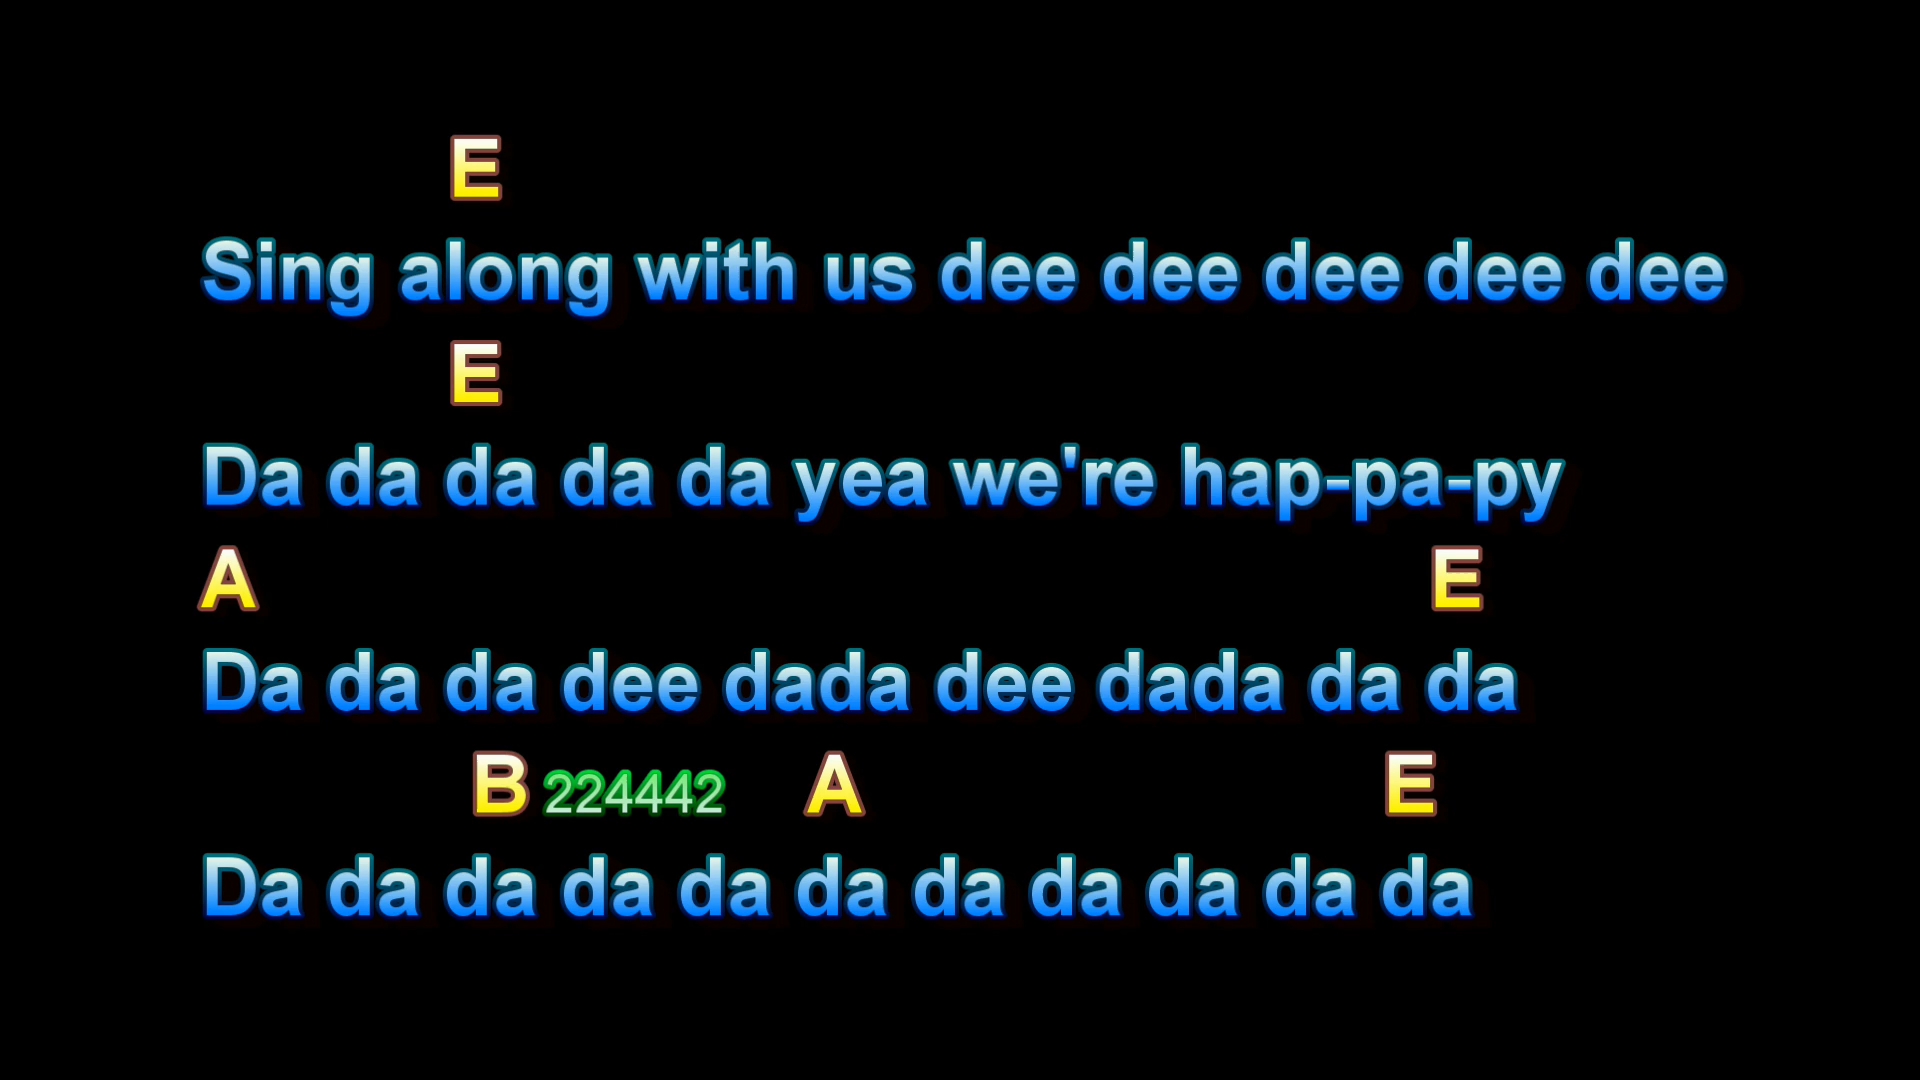 E
Sing along with us dee dee dee dee dee
E
Da da da da da yea we're hap-pa-py
A E
Da da da dee dada dee dada da da
B 224442 A E
Da da da da da da da da da da da